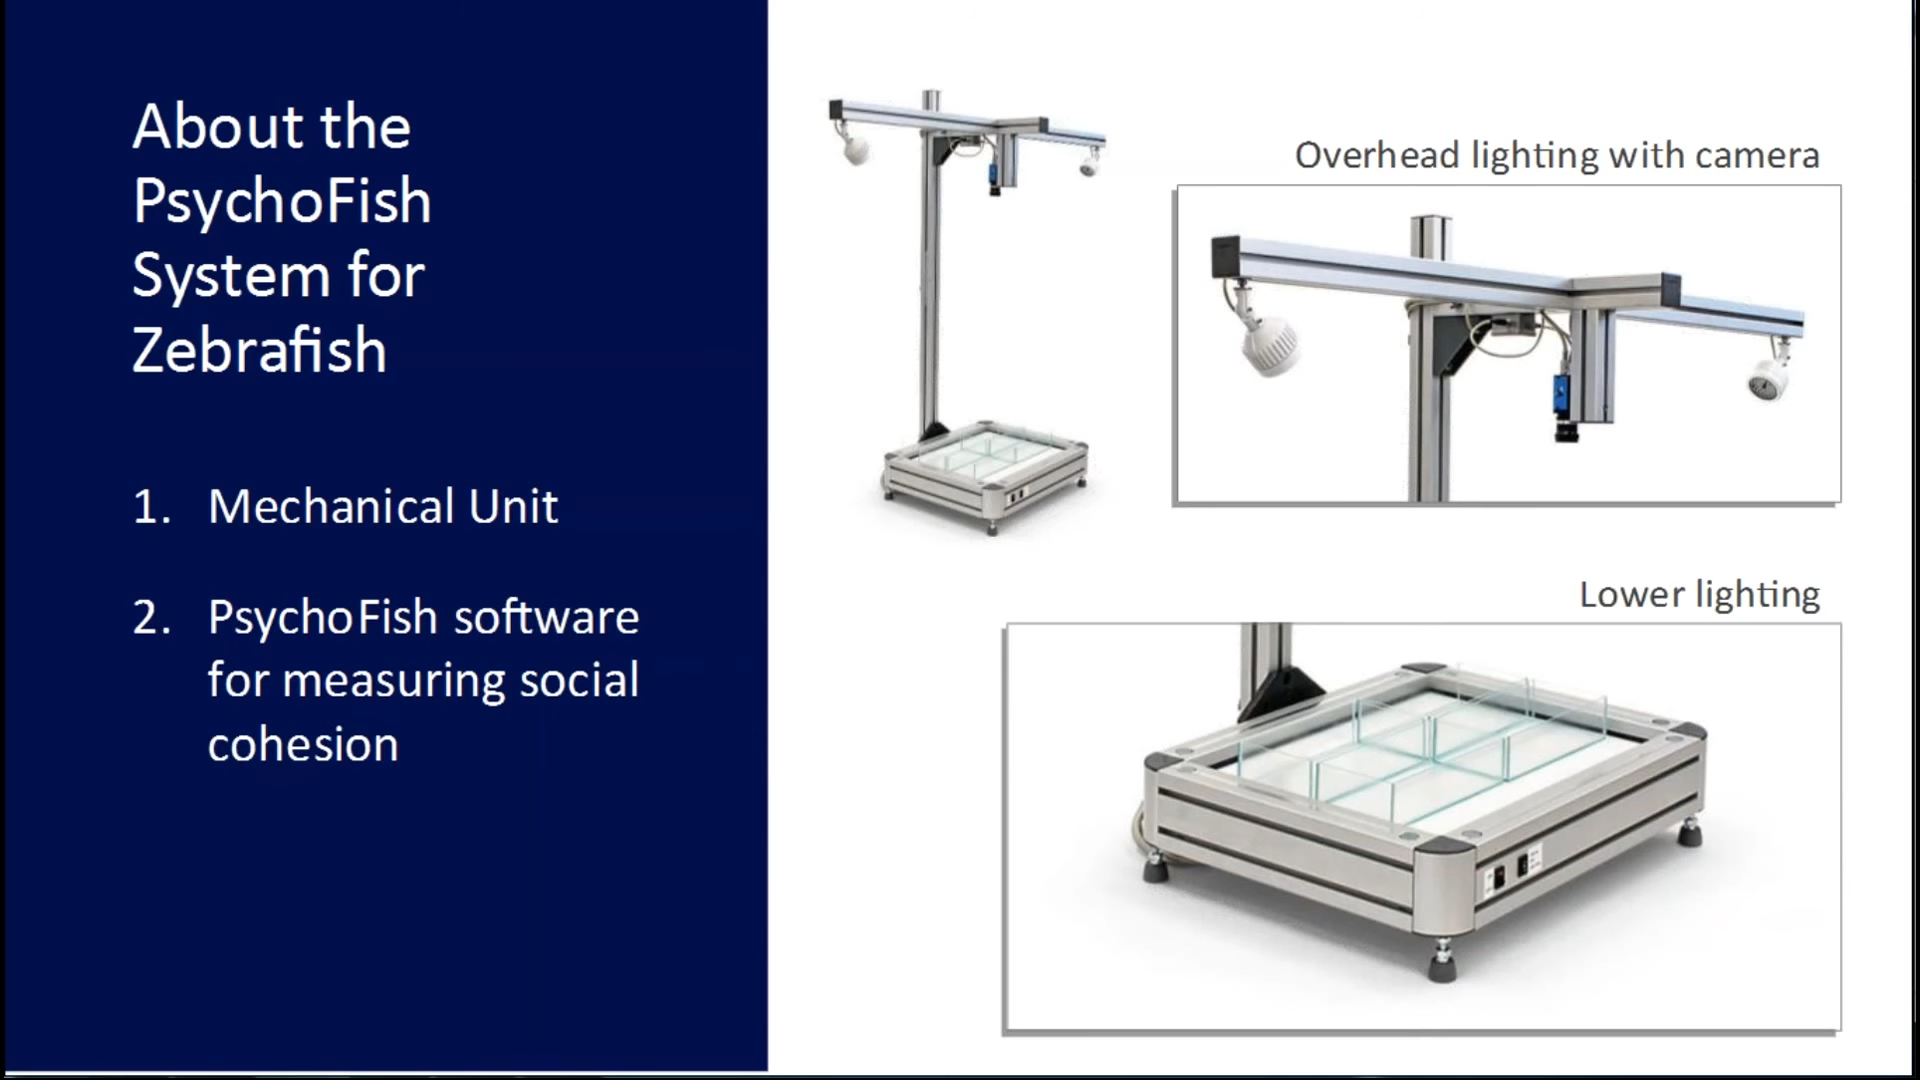 About the
PsychoFish
System for
Zebrafish
1. Mechanical Unit
2. PsychoFish software
for measuring social
cohesion
Overhead lighting with camera
Lower lighting